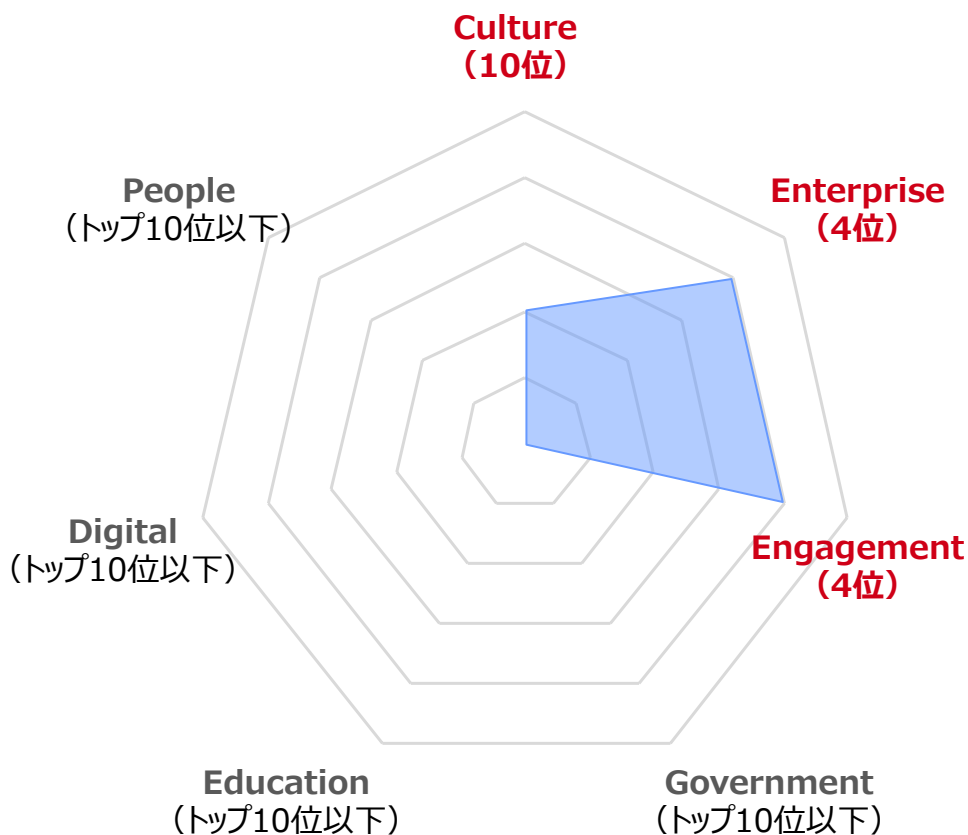 Culture
（10位）
Enterprise
（4位）
People
（トップ10位以下）
Digital
（トップ10位以下）
Engagement
（4位）
Education
（トップ10位以下）
Government
（トップ10位以下）